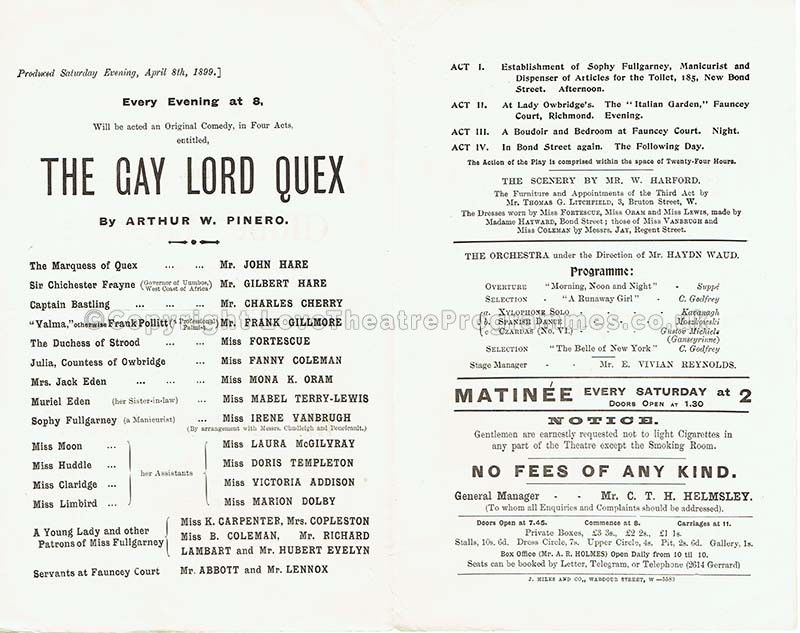 Produced Saturday Evening, April 8th, 1899.]
Every Evening at 8,
Will be acted an Original Comedy, in Four Acts,
entitled,
THE GAY LORD QUEX
By ARTHUR W. PINERO.
The Marquess of Quex ... ... Mr. JOHN HARE
Sir Chichester Frayne (Governor of Uumbos, West Coast of Africa) Mr. GILBERT HARE
Captain Bastling ... ... ... Mr. CHARLES CHERRY
"Valma," otherwise Frank Pollitt (a Professional Palmist) Mr. FRANK GILLMORE
The Duchess of Strood ... ... Miss FORTESCUE
Julia, Countess of Owbridge ... Miss FANNY COLEMAN
Mrs. Jack Eden ... ... ... Miss MONA K. ORAM
Muriel Eden (her Sister-in-law) ... Miss MABEL TERRY-LEWIS
Sophy Fullgarney (a Manicurist) ... Miss IRENE VANBRUGH
(By arrangement with Messrs. Chudleigh and Boucicault.)
Miss Moon ... Miss LAURA McGILVRAY
Miss Huddle ... Miss DORIS TEMPLETON
her Assistants
Miss Claridge ... Miss VICTORIA ADDISON
Miss Limbird ... Miss MARION DOLBY
A Young Lady and other Patrons of Miss Fullgarney
Miss K. CARPENTER, Mrs. COPLESTON
Miss B. COLEMAN, Mr. RICHARD
LAMBART and Mr. HUBERT EVELYN
Servants at Fauncey Court Mr. ABBOTT and Mr. LENNOX
ACT I. Establishment of Sophy Fullgarney, Manicurist and
Dispenser of Articles for the Toilet, 185, New Bond
Street. Afternoon.
ACT II. At Lady Owbridge's. The "Italian Garden," Fauncey
Court, Richmond. Evening.
ACT III. A Boudoir and Bedroom at Fauncey Court. Night.
ACT IV. In Bond Street again. The Following Day.
The Action of the Play is comprised within the space of Twenty-Four Hours.
THE SCENERY BY MR. W. HARFORD.
The Furniture and Appointments of the Third Act by
Mr. THOMAS G. LITCHFIELD, 3, Bruton Street, W.
The Dresses worn by Miss FORTESCUE, Miss ORAM and Miss LEWIS, made by
Madame HAYWARD, Bond Street; those of Miss VANBRUGH and
Miss COLEMAN by Messrs. JAY, Regent Street.
THE ORCHESTRA under the Direction of Mr. HAYDN WAUD.
Programme:
OVERTURE "Morning, Noon and Night" - Suppé
SELECTION - "A Runaway Girl" - C. Godfrey
a. XYLOPHONE SOLO - Kavanagh
b. SPANISH DANCE - Moszkowski
c. CZARDAS (No. VI.) - Gustav Michiels
(Ganseyrinne)
SELECTION "The Belle of New York" - C. Godfrey
Stage Manager - - Mr. E. VIVIAN REYNOLDS.
MATINÉE EVERY SATURDAY at 2
DOORS OPEN AT 1.30
NOTICE.
Gentlemen are earnestly requested not to light Cigarettes in
any part of the Theatre except the Smoking Room.
NO FEES OF ANY KIND.
General Manager - - Mr. C. T. H. HELMSLEY.
(To whom all Enquiries and Complaints should be addressed).
Doors Open at 7.45. Commence at 8. Carriages at 11.
Private Boxes, £3 3s., £2 2s., £1 1s.
Stalls, 10s. 6d. Dress Circle, 7s. Upper Circle, 4s. Pit, 2s. 6d. Gallery, 1s.
Box Office (Mr. A. R. HOLMES) Open Daily from 10 til 10.
Seats can be booked by Letter, Telegram, or Telephone (2614 Gerrard)
J. MILES AND CO., WARDOUR STREET, W—5583
Copyright LoveTheatreProgrammes.co.uk